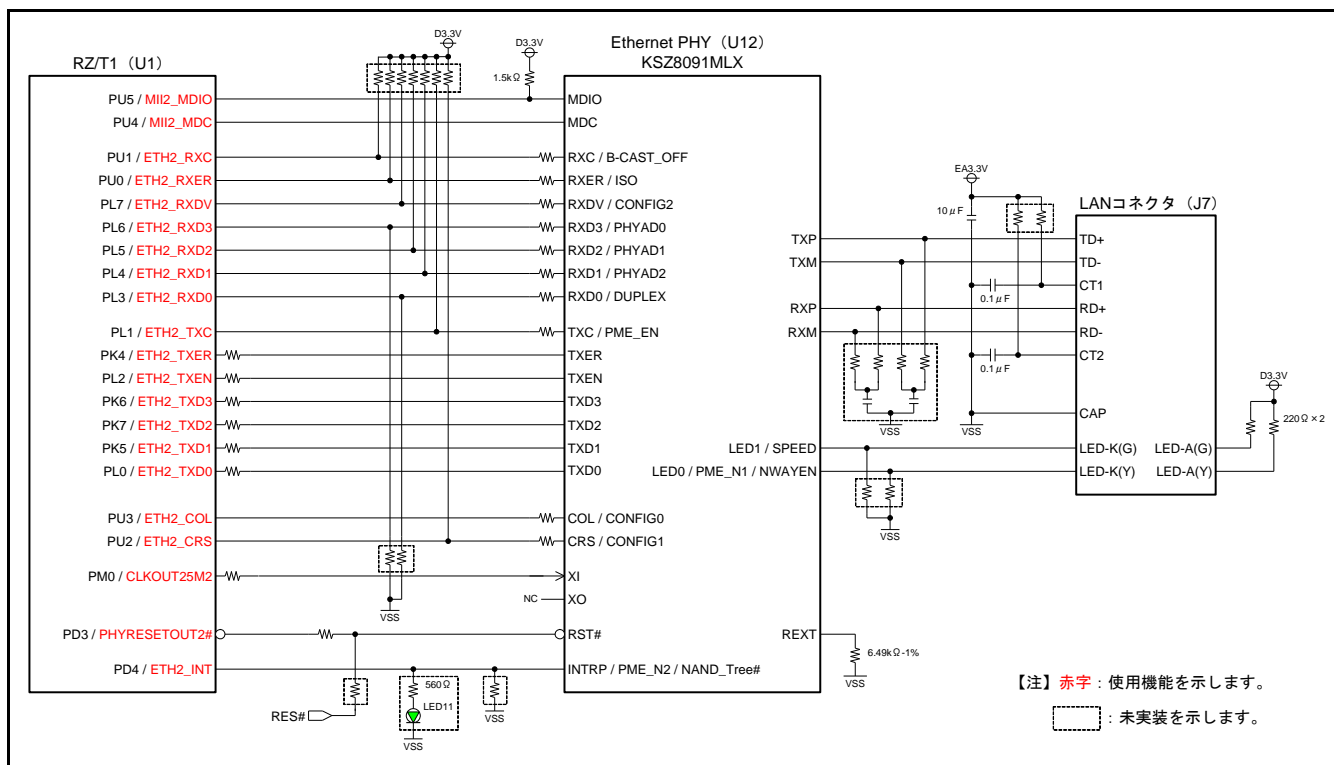 RZ/T1（U1）
PU5 / MII2_MDIO
PU4 / MII2_MDC
PU1 / ETH2_RXC
PU0 / ETH2_RXER
PL7 / ETH2_RXDV
PL6 / ETH2_RXD3
PL5 / ETH2_RXD2
PL4 / ETH2_RXD1
PL3 / ETH2_RXD0
PL1 / ETH2_TXC
PK4 / ETH2_TXER
PL2 / ETH2_TXEN
PK6 / ETH2_TXD3
PK7 / ETH2_TXD2
PK5 / ETH2_TXD1
PL0 / ETH2_TXD0
PU3 / ETH2_COL
PU2 / ETH2_CRS
PM0 / CLKOUT25M2
PD3 / PHYRESETOUT2#
PD4 / ETH2_INT
D3.3V
D3.3V
1.5kΩ
VSS
NC
RES#
560Ω
LED11
VSS
VSS
Ethernet PHY（U12）
KSZ8091MLX
MDIO
MDC
RXC / B-CAST_OFF
RXER / ISO
RXDV / CONFIG2
RXD3 / PHYAD0
RXD2 / PHYAD1
RXD1 / PHYAD2
RXD0 / DUPLEX
TXC / PME_EN
TXER
TXEN
TXD3
TXD2
TXD1
TXD0
COL / CONFIG0
CRS / CONFIG1
XI
XO
RST#
INTRP / PME_N2 / NAND_Tree#
TXP
TXM
RXP
RXM
LED1 / SPEED
LED0 / PME_N1 / NWAYEN
REXT
6.49kΩ-1%
VSS
EA3.3V
10μF
0.1μF
0.1μF
VSS
VSS
VSS
LANコネクタ（J7）
TD+
TD-
CT1
RD+
RD-
CT2
CAP
LED-K(G)
LED-K(Y)
LED-A(G)
LED-A(Y)
D3.3V
220Ω×2
【注】赤字：使用機能を示します。
：未実装を示します。